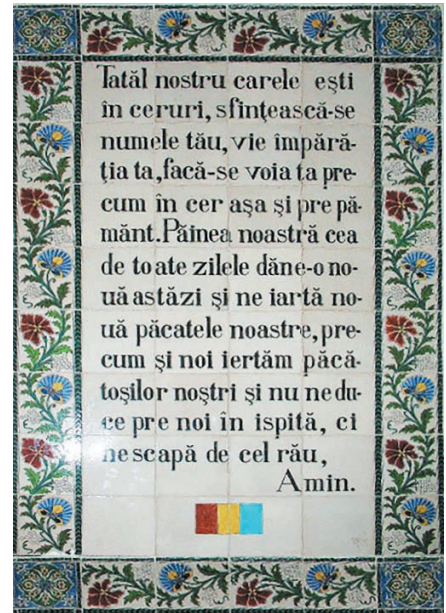 Tatăl nostru carele ești
în ceruri, sfințească-se
numele tău, vie împără-
ția ta, facă-se voia ta pre-
cum în cer așa și pre pă-
mănt. Păinea noastră cea
de toate zilele dăne-o no-
uă astăzi și ne iartă no-
uă păcatele noastre, pre-
cum și noi iertăm păcă-
toșilor noștri și nu ne du-
ce pre noi în ispită, ci
ne scapă de cel rău,
Amin.